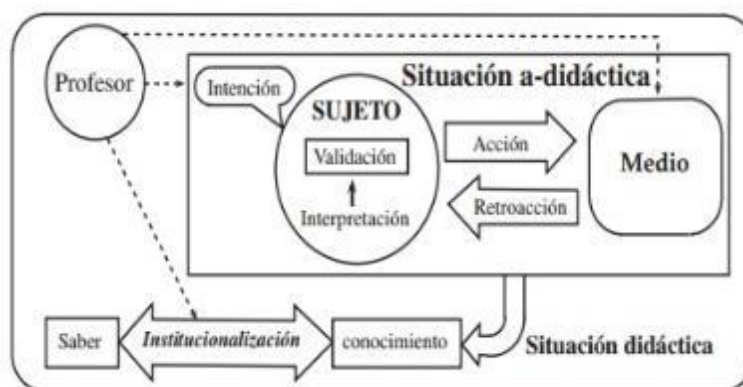 Profesor
Intención
Situación a-didáctica
SUJETO
Validación
Interpretación
Acción
Retroacción
Medio
Saber
Institucionalización
conocimiento
Situación didáctica